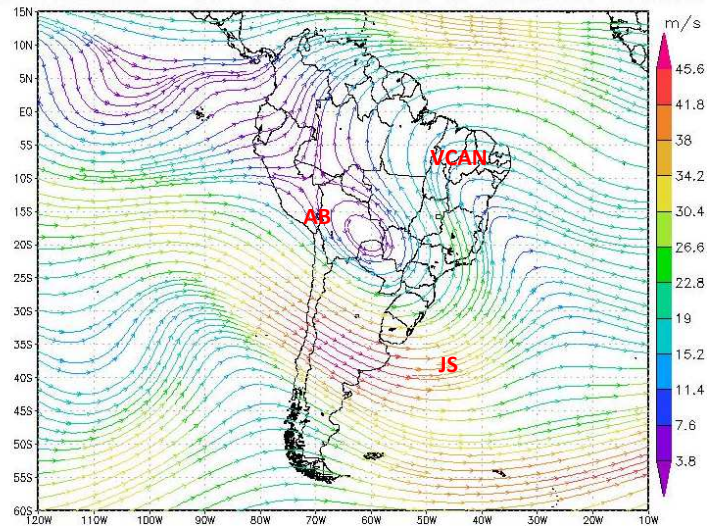 15N
m/s
10N
5N
EQ
5S
10S
15S
20S
25S
30S
35S
40S
45S
50S
55S
60S
120W
110W
100W
90W
80W
70W
60W
50W
40W
30W
20W
10W
VCAN
AB
JS
45.6
41.8
38
34.2
30.4
26.6
22.8
19
15.2
11.4
7.6
3.8